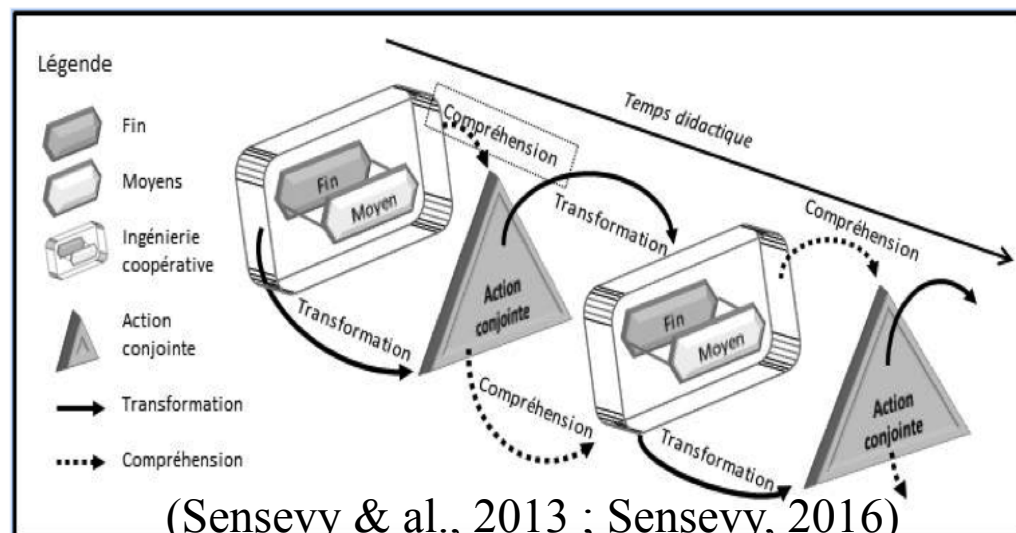 Légende
Fin
Moyens
Ingénierie
coopérative
Action
conjointe
Transformation
Compréhension
Temps didactique
Compréhension
Fin
Moyen
Transformation
Action
conjointe
Transformation
Compréhension
Compréhension
Fin
Moyen
Transformation
Action
conjointe
(Sensevy & al., 2013 ; Sensevy, 2016)